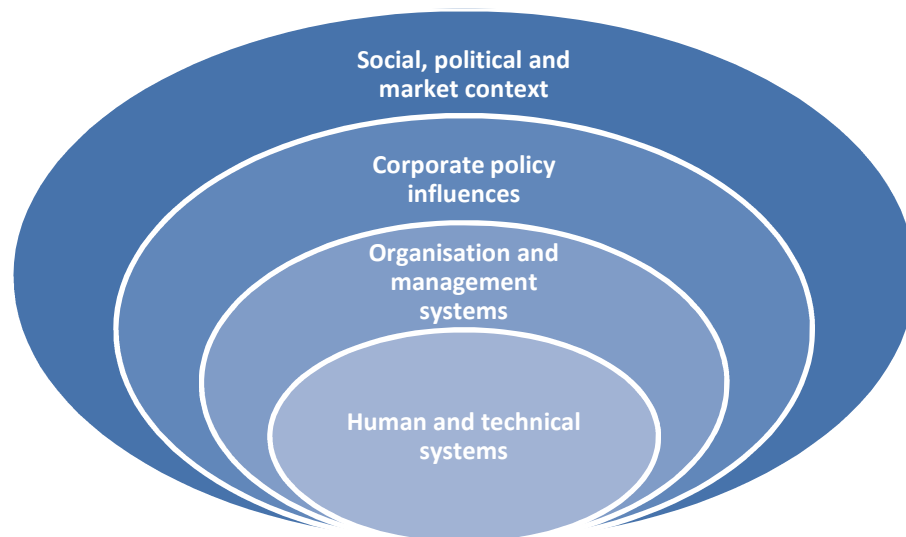 Social, political and
market context
Corporate policy
influences
Organisation and
management
systems
Human and technical
systems